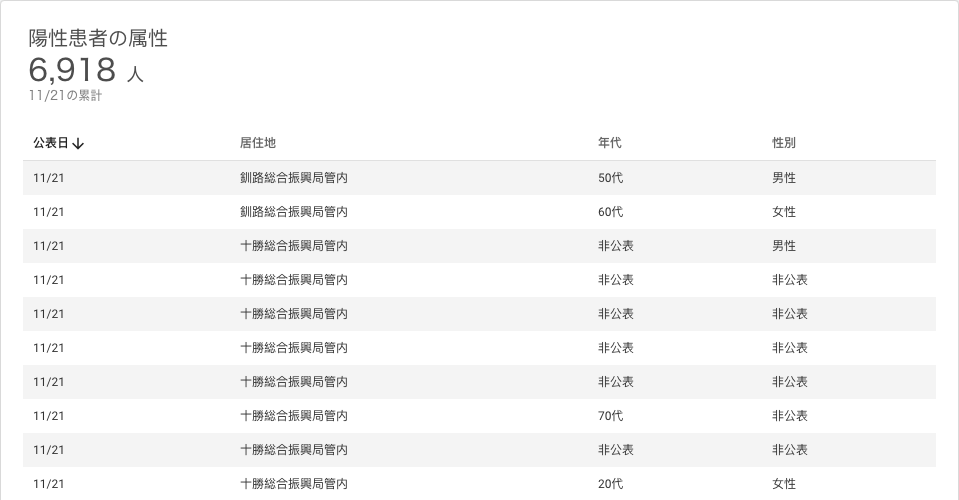 陽性患者の属性
6,918 人
11/21の累計
公表日↓ 居住地 年代 性別
11/21 釧路総合振興局管内 50代 男性
11/21 釧路総合振興局管内 60代 女性
11/21 十勝総合振興局管内 非公表 男性
11/21 十勝総合振興局管内 非公表 非公表
11/21 十勝総合振興局管内 非公表 非公表
11/21 十勝総合振興局管内 非公表 非公表
11/21 十勝総合振興局管内 非公表 非公表
11/21 十勝総合振興局管内 70代 非公表
11/21 十勝総合振興局管内 非公表 非公表
11/21 十勝総合振興局管内 20代 女性